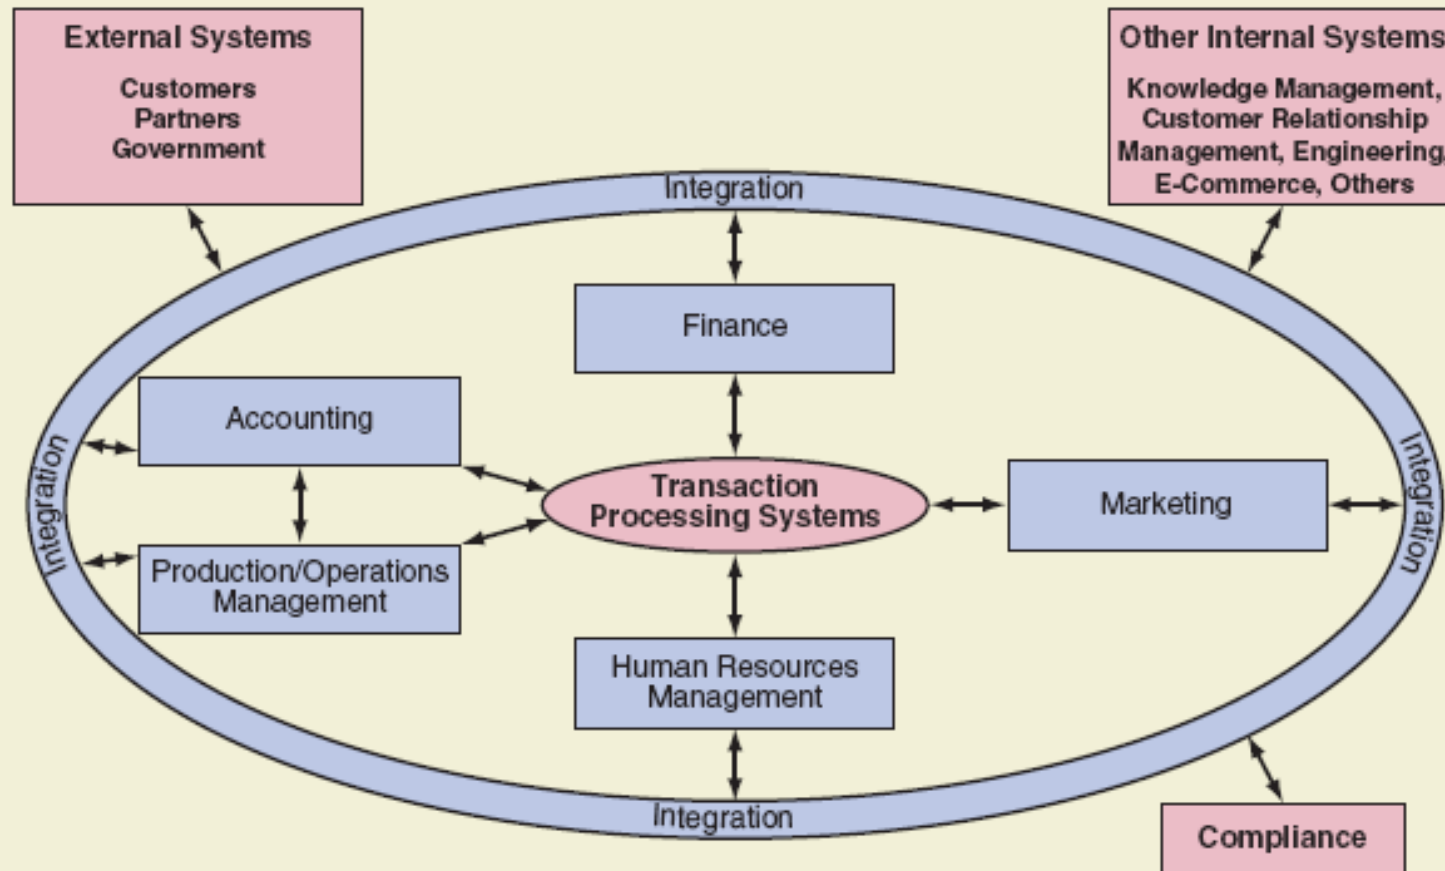 External Systems
Customers
Partners
Government
Other Internal Systems
Knowledge Management,
Customer Relationship
Management, Engineering,
E-Commerce, Others
Integration
Finance
Accounting
Integration
Transaction
Processing Systems
Marketing
Integration
Production/Operations
Management
Human Resources
Management
Integration
Compliance